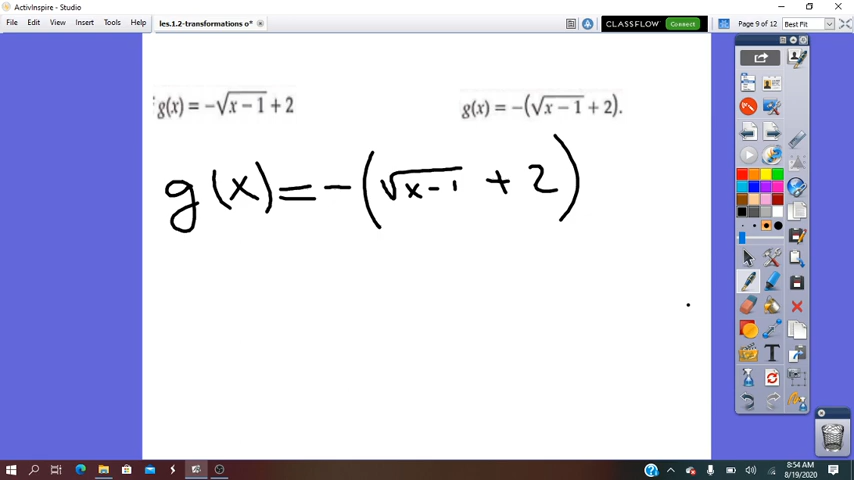 ActivInspire - Studio
File Edit View Insert Tools Help
les.1.2-transformations o*
CLASSFLOW Connect
Page 9 of 12 Best Fit
g(x) = −√x − 1 + 2
g(x) = −(√x − 1 + 2).
g(x) = −(√x−1 + 2)
T
8:54 AM
8/19/2020